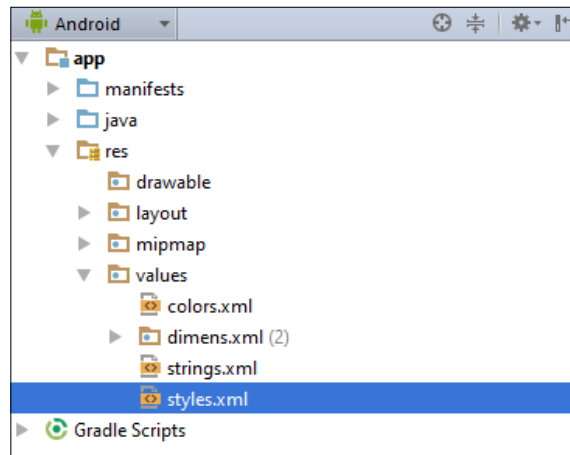 Android
app
manifests
java
res
drawable
layout
mipmap
values
colors.xml
dimens.xml (2)
strings.xml
styles.xml
Gradle Scripts